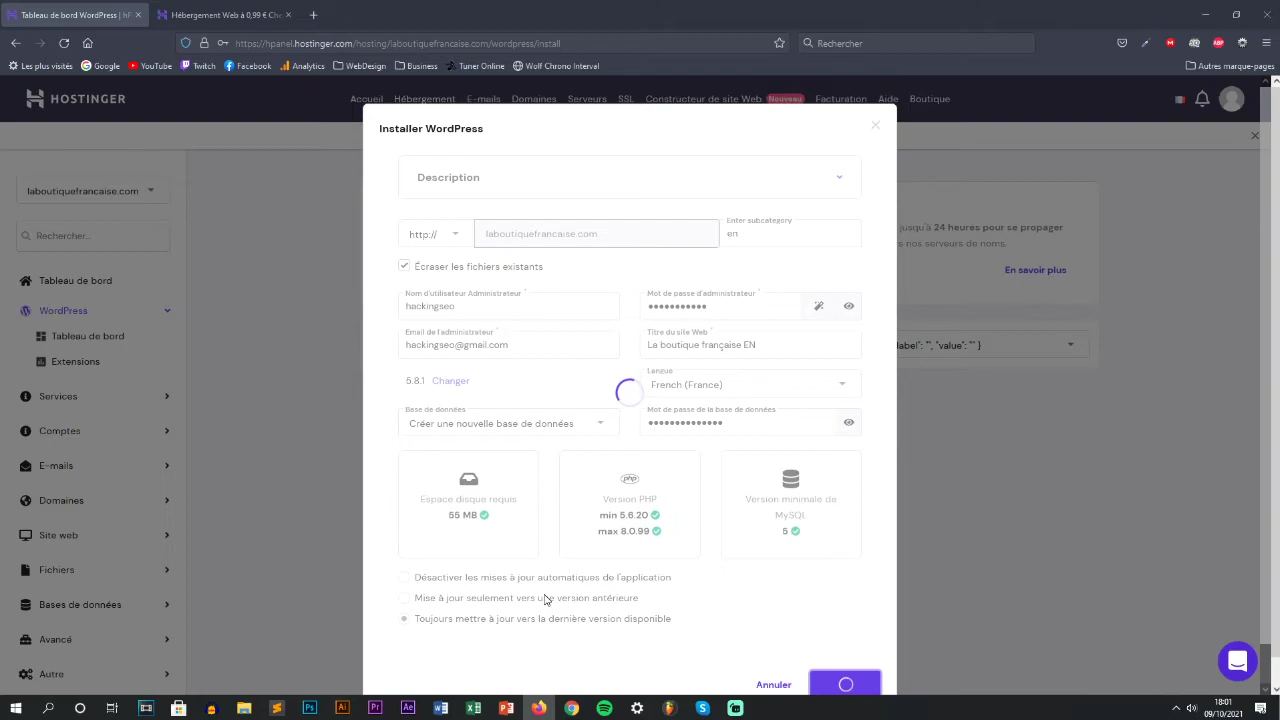 Tableau de bord | HPanel
Hébergement Web à 0,99 € Chez
https://hpanel.hostinger.com/wordpress/install
Rechercher
Les plus visités
Google
YouTube
Twitch
Facebook
Analytics
WebDesign
Business
Tuner Online
Wolf Chrono Interval
Autres marque-pages
HOSTINGER
Accueil
Hébergement
E-mails
Domaines
Serveurs
SSL
Constructeur de site Web
Nouveau
Facturation
Aide
Boutique
Installer WordPress
Description
laboutiquefrancaise.com
Rechercher...
Tableau de bord
WordPress
Tableau de bord
Extensions
Services
Comptes
E-mails
Domaines
Site web
Fichiers
Bases de données
Avancé
Autre
http://
laboutiquefrancaise.com
Enter subcategory
en
Écraser les fichiers existants
Nom d'utilisateur Administrateur *
hackingseo
Mot de passe d'administrateur *
•••••••••••
Email de l'administrateur *
hackingseo@gmail.com
Titre du site Web *
La boutique française EN
5.8.1 Changer
Langue
French (France)
Base de données
Créer une nouvelle base de données
Mot de passe de la base de données
••••••••••••••
Espace disque requis
55 MB
php
Version PHP
min 5.6.20
max 8.0.99
Version minimale de
MySQL
5
Désactiver les mises à jour automatiques de l'application
Mise à jour seulement vers une version antérieure
Toujours mettre à jour vers la dernière version disponible
Annuler
jusqu'à 24 heures pour se propager
nos serveurs de noms.
En savoir plus
label": "", "value": "" }
18:01
09/10/2021